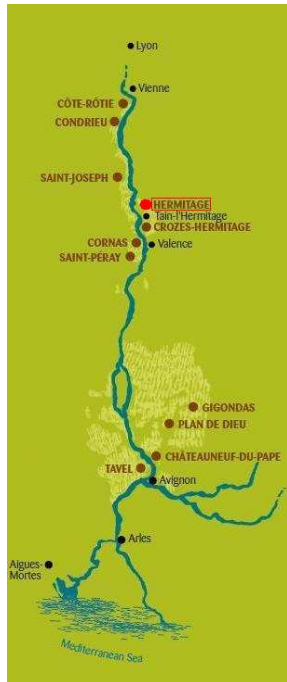 Lyon
Vienne
CÔTE-RÔTIE
CONDRIEU
SAINT-JOSEPH
HERMITAGE
Tain-l'Hermitage
CROZES-HERMITAGE
CORNAS
Valence
SAINT-PÉRAY
GIGONDAS
PLAN DE DIEU
CHÂTEAUNEUF-DU-PAPE
TAVEL
Avignon
Arles
Aigues-
Mortes
Mediterranean Sea